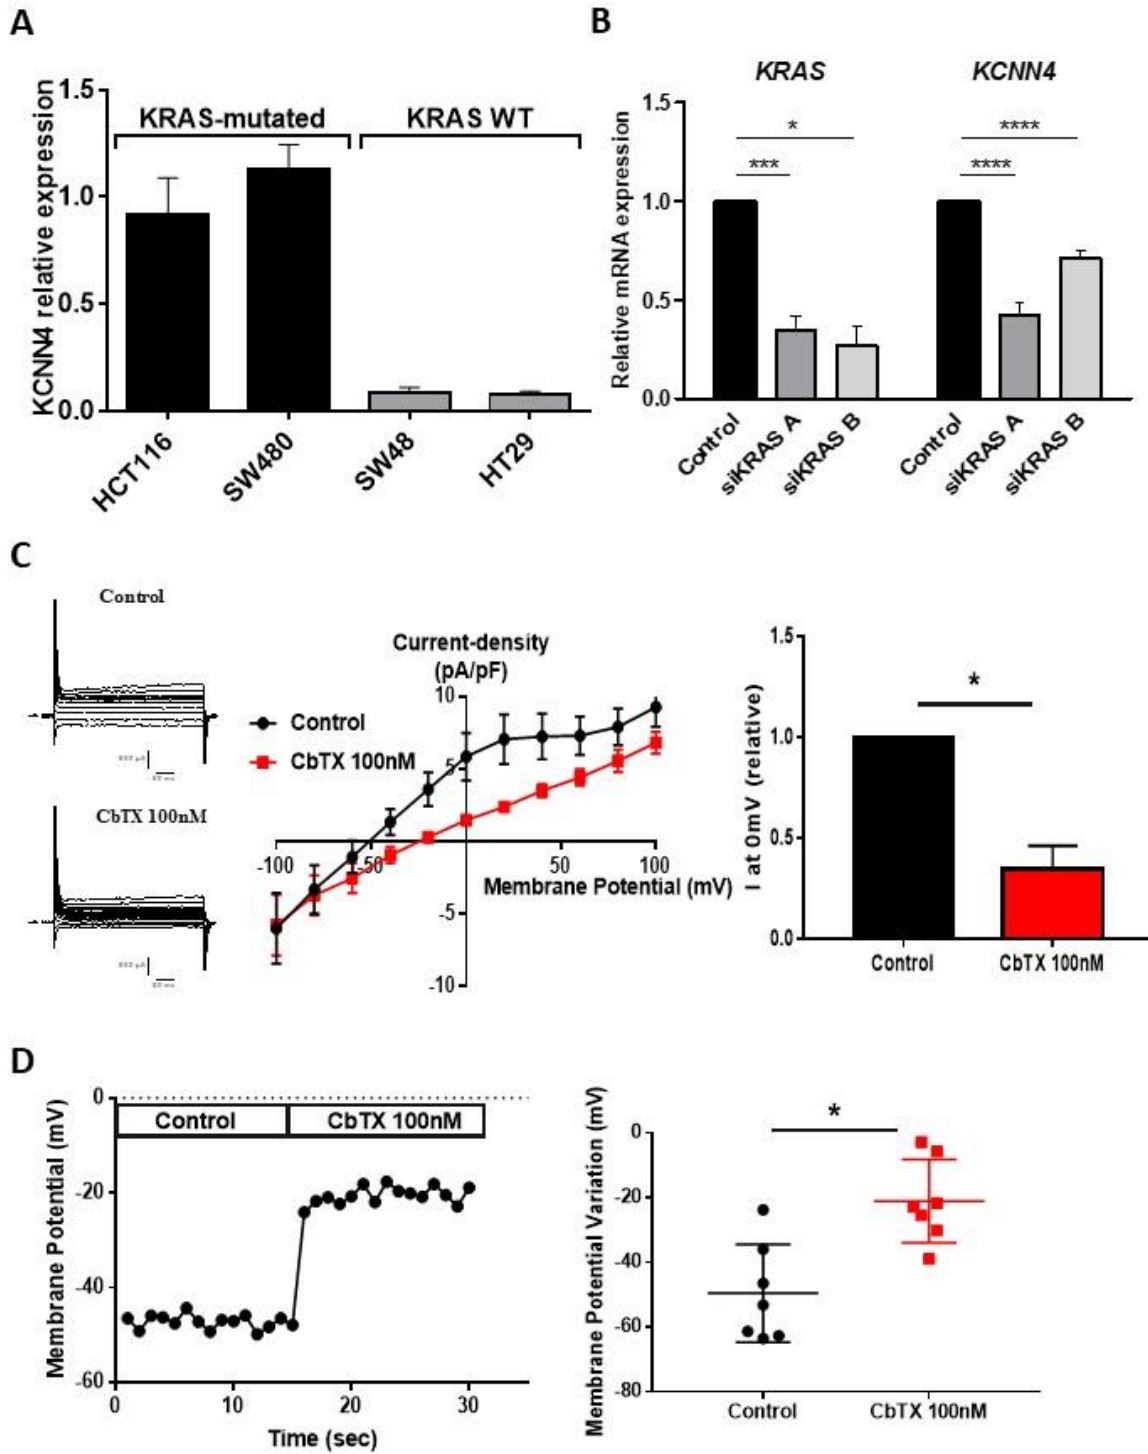 A
KCNN4 relative expression
1.5
1.0
0.5
0.0
KRAS-mutated
KRAS WT
HCT116
SW480
SW48
HT29
B
KRAS
KCNN4
Relative mRNA expression
1.5
1.0
0.5
0.0
*
***
****
****
Control
siKRAS A
siKRAS B
Control
siKRAS A
siKRAS B
C
Control
CbTX 100nM
Current-density
(pA/pF)
10
5
-5
-10
-100
-50
50
100
Membrane Potential (mV)
Control
CbTX 100nM
I at 0mV (relative)
1.5
1.0
0.5
0.0
*
Control
CbTX 100nM
D
Membrane Potential (mV)
0
-20
-40
-60
Control
CbTX 100nM
0
10
20
30
Time (sec)
Membrane Potential Variation (mV)
0
-20
-40
-60
-80
*
Control
CbTX 100nM